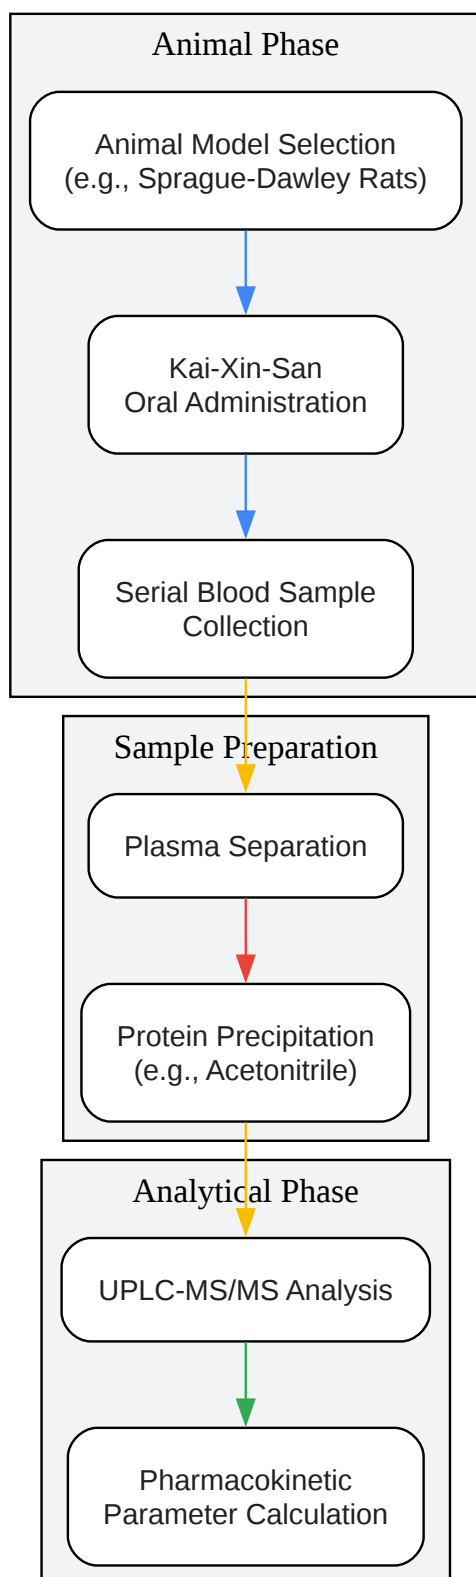 Animal Phase
Animal Model Selection
(e.g., Sprague-Dawley Rats)
Kai-Xin-San
Oral Administration
Serial Blood Sample
Collection
Sample Preparation
Plasma Separation
Protein Precipitation
(e.g., Acetonitrile)
Analytical Phase
UPLC-MS/MS Analysis
Pharmacokinetic
Parameter Calculation